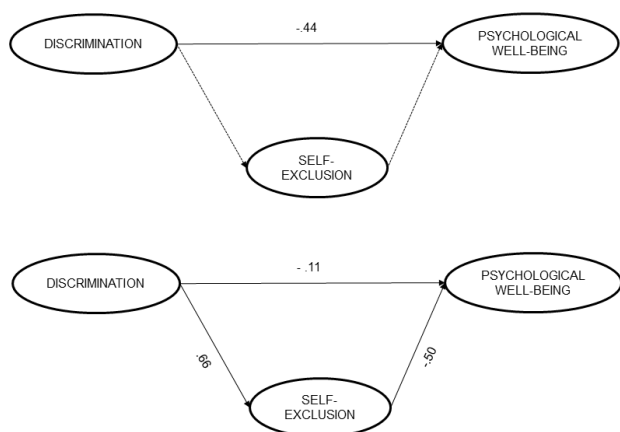 -.44
DISCRIMINATION
PSYCHOLOGICAL
WELL-BEING
SELF-
EXCLUSION
- .11
DISCRIMINATION
PSYCHOLOGICAL
WELL-BEING
.66
-.50
SELF-
EXCLUSION